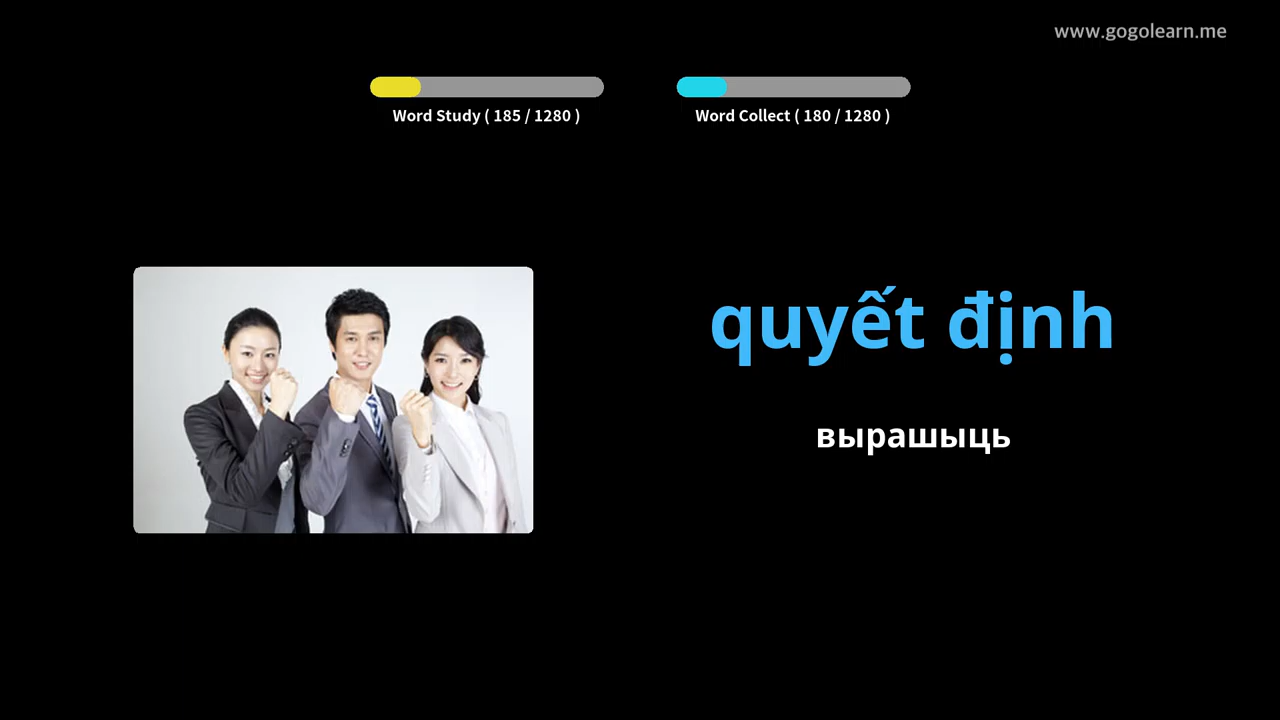 www.gogolearn.me
Word Study ( 185 / 1280 )
Word Collect ( 180 / 1280 )
quyết định
вырашыць